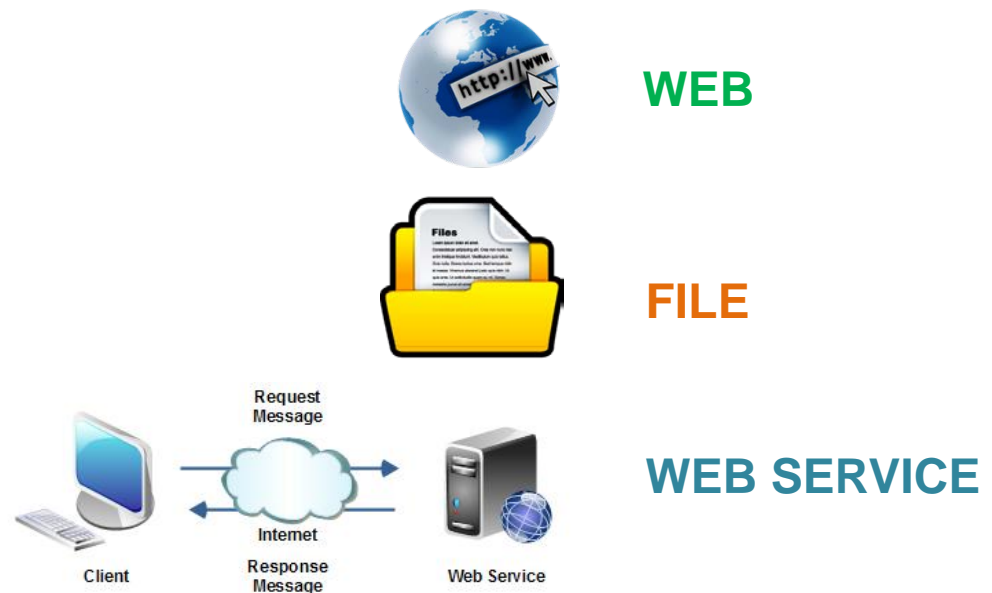 http://www.
WEB
Files
FILE
Request
Message
Internet
Response
Message
Client
Web Service
WEB SERVICE